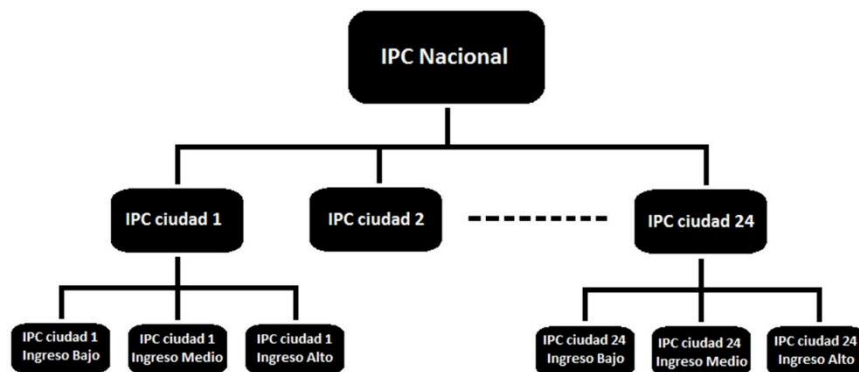 IPC Nacional
IPC ciudad 1
IPC ciudad 2
IPC ciudad 24
IPC ciudad 1
Ingreso Bajo
IPC ciudad 1
Ingreso Medio
IPC ciudad 1
Ingreso Alto
IPC ciudad 24
Ingreso Bajo
IPC ciudad 24
Ingreso Medio
IPC ciudad 24
Ingreso Alto